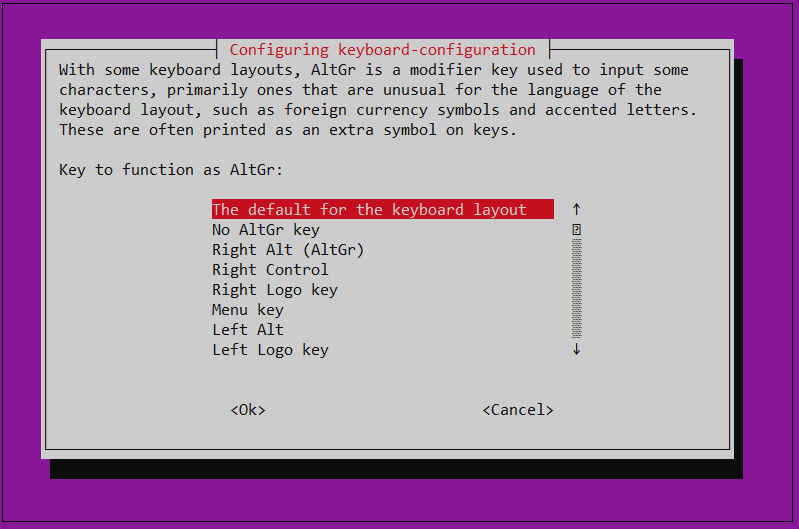 Configuring keyboard-configuration
With some keyboard layouts, AltGr is a modifier key used to input some
characters, primarily ones that are unusual for the language of the
keyboard layout, such as foreign currency symbols and accented letters.
These are often printed as an extra symbol on keys.
Key to function as AltGr:
The default for the keyboard layout
No AltGr key
Right Alt (AltGr)
Right Control
Right Logo key
Menu key
Left Alt
Left Logo key
<Ok> <Cancel>